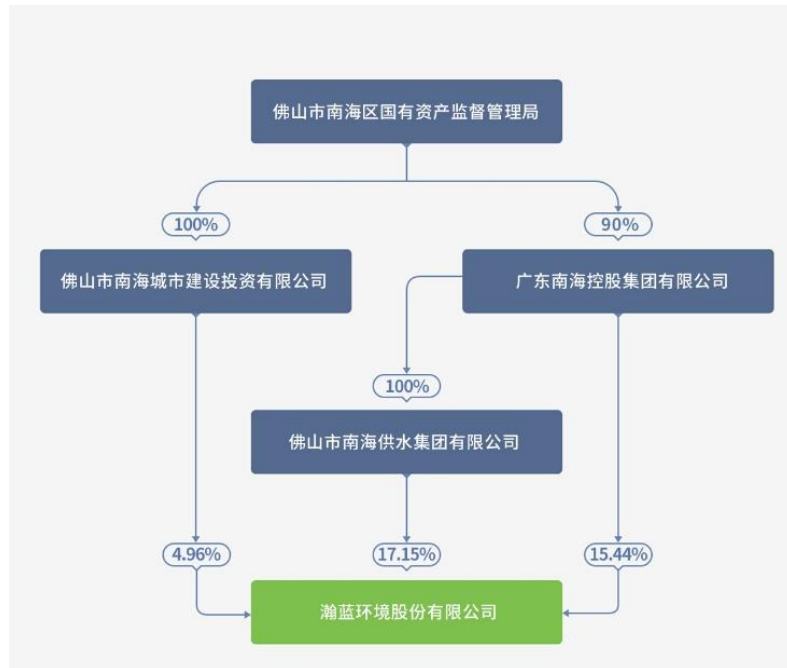 佛山市南海区国有资产监督管理局
100%
90%
佛山市南海城市建设投资有限公司
广东南海控股集团有限公司
100%
佛山市南海供水集团有限公司
4.96%
17.15%
15.44%
瀚蓝环境股份有限公司